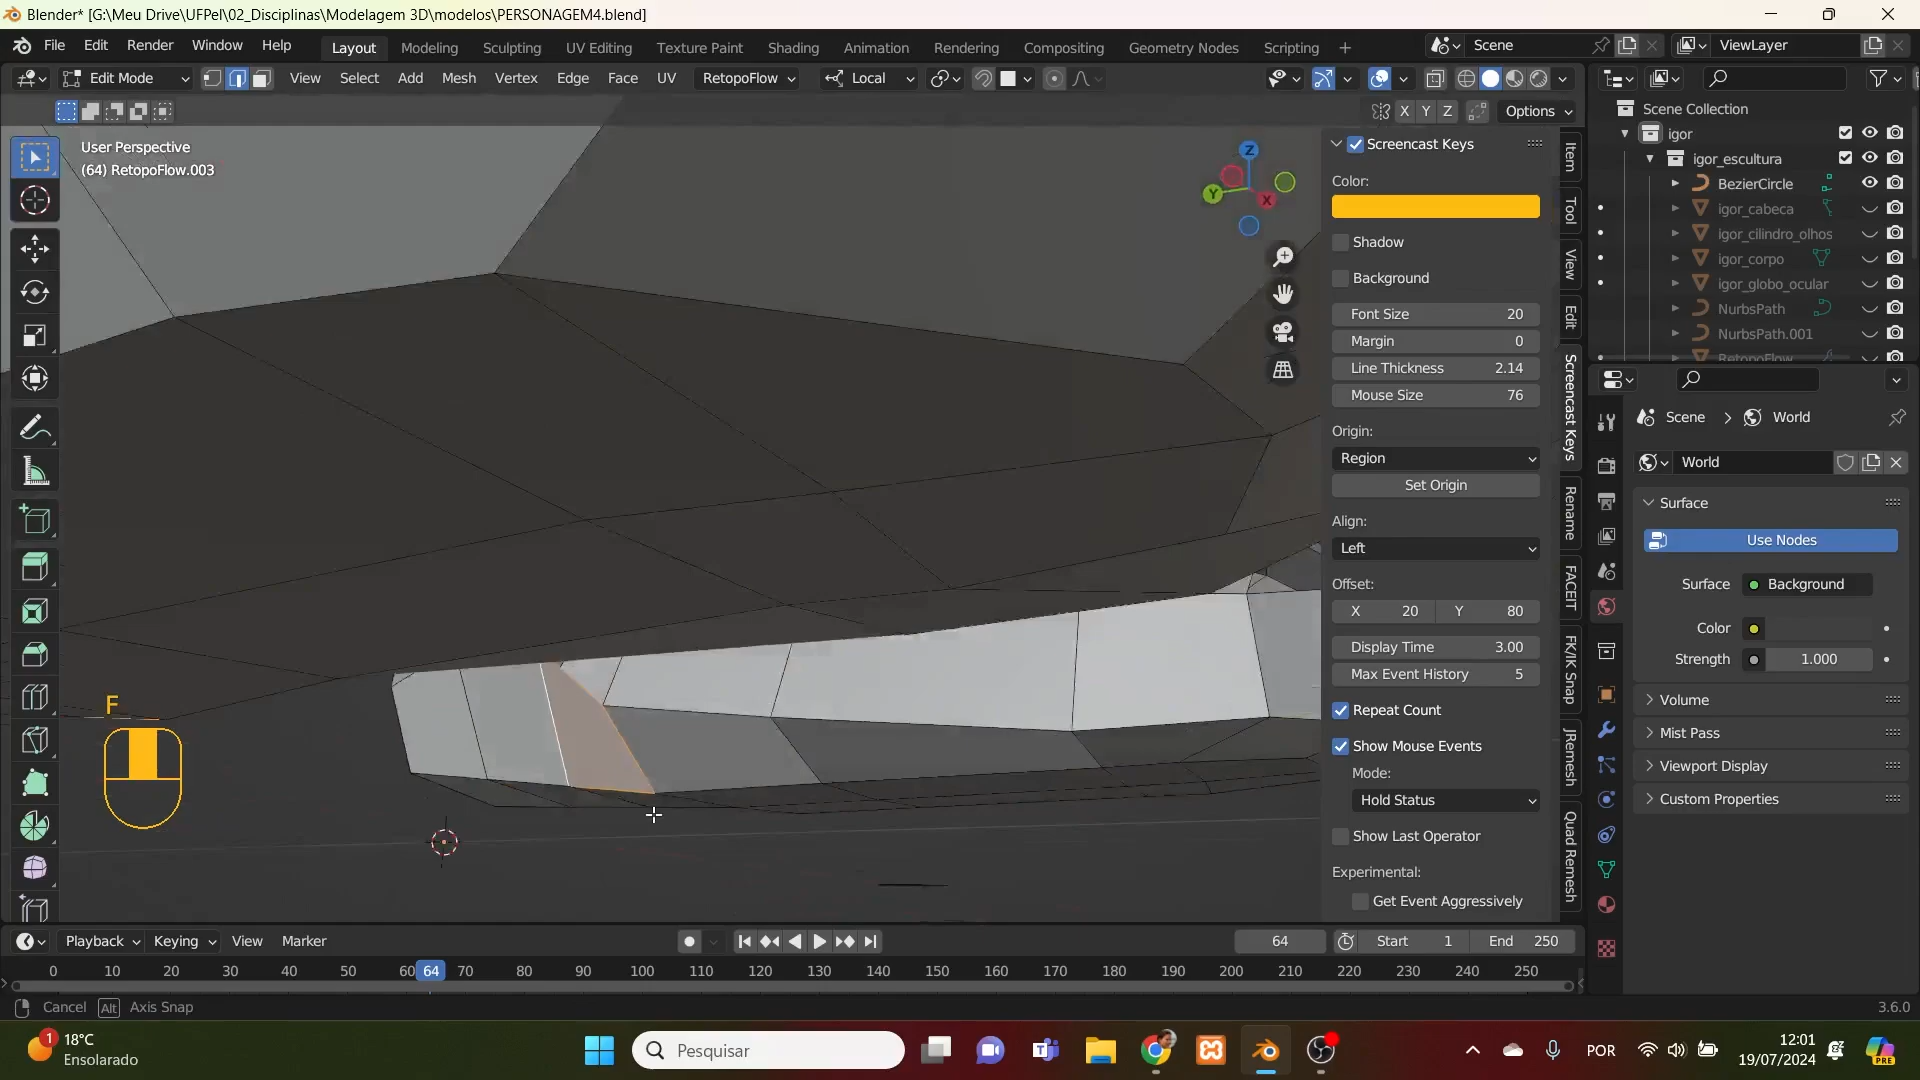 Blender* [G:\Meu Drive\UFPel\02_Disciplinas\Modelagem 3D\modelos\PERSONAGEM4.blend]
File Edit Render Window Help Layout Modeling Sculpting UV Editing Texture Paint Shading Animation Rendering Compositing Geometry Nodes Scripting + Scene ViewLayer
Edit Mode View Select Add Mesh Vertex Edge Face UV RetopoFlow Local
X Y Z Options
User Perspective
(64) RetopoFlow.003
Z
Y
X
F
Screencast Keys
Color:
Shadow
Background
Font Size 20
Margin 0
Line Thickness 2.14
Mouse Size 76
Origin:
Region
Set Origin
Align:
Left
Offset:
X 20 Y 80
Display Time 3.00
Max Event History 5
Repeat Count
Show Mouse Events
Mode:
Hold Status
Show Last Operator
Experimental:
Get Event Aggressively
Item
Tool
View
Edit
Screencast Keys
Rename
FACEIT
FK/IK Snap
JRemesh
Quad Remesh
Scene Collection
igor
igor_escultura
BezierCircle
igor_cabeca
igor_cilindro_olhos
igor_corpo
igor_globo_ocular
NurbsPath
NurbsPath.001
RetopoFlow
Scene > World
World
Surface
Use Nodes
Surface Background
Color
Strength 1.000
Volume
Mist Pass
Viewport Display
Custom Properties
Playback Keying View Marker 64 Start 1 End 250
0 10 20 30 40 50 60 64 70 80 90 100 110 120 130 140 150 160 170 180 190 200 210 220 230 240 250
Cancel Alt Axis Snap 3.6.0
1 18°C
Ensolarado
Pesquisar
POR
12:01
19/07/2024
PRE